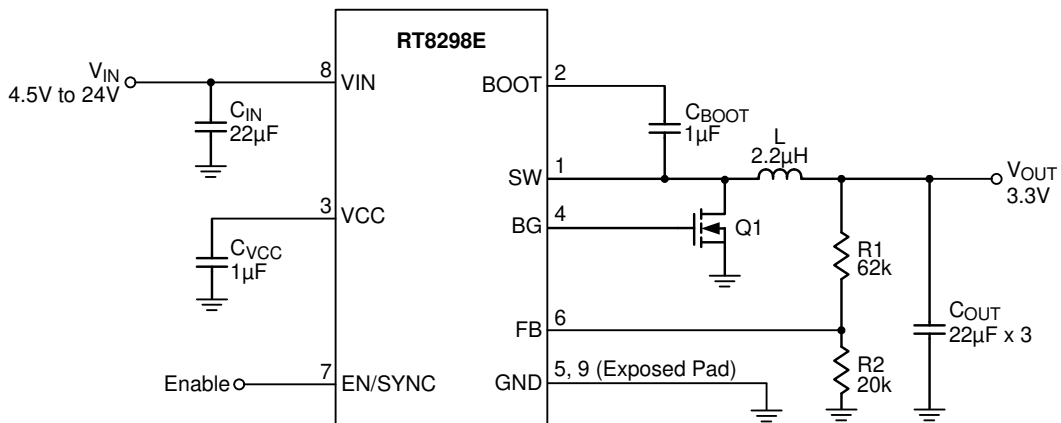 RT8298E
VIN
4.5V to 24V
8
VIN
CIN
22µF
BOOT
2
CBOOT
1µF
L
2.2µH
SW
1
VOUT
3.3V
3
VCC
CVCC
1µF
BG
4
Q1
R1
62k
FB
6
COUT
22µF x 3
R2
20k
Enable
7
EN/SYNC
GND
5, 9 (Exposed Pad)